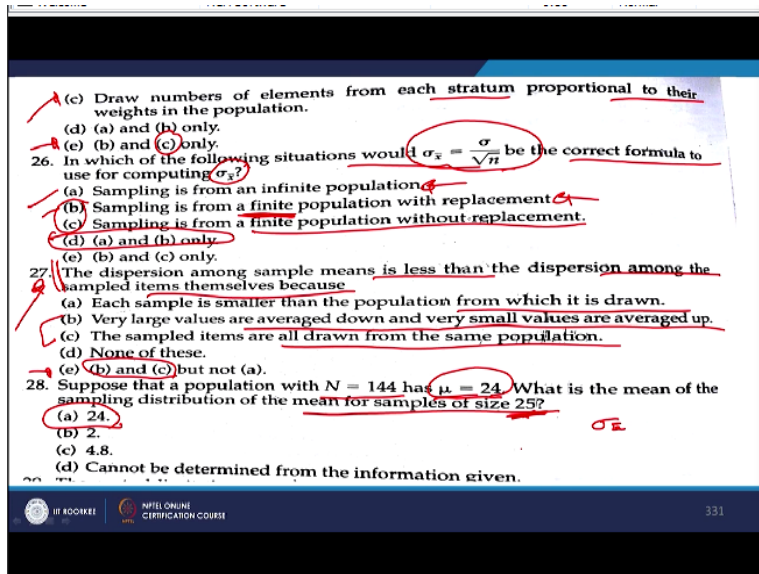 (c) Draw numbers of elements from each stratum proportional to their
weights in the population.
(d) (a) and (b) only.
(e) (b) and (c) only.
26. In which of the following situations would σx̄ = σ/√n be the correct formula to
use for computing σx̄?
(a) Sampling is from an infinite population.
(b) Sampling is from a finite population with replacement.
(c) Sampling is from a finite population without replacement.
(d) (a) and (b) only.
(e) (b) and (c) only.
27. The dispersion among sample means is less than the dispersion among the
sampled items themselves because
(a) Each sample is smaller than the population from which it is drawn.
(b) Very large values are averaged down and very small values are averaged up.
(c) The sampled items are all drawn from the same population.
(d) None of these.
(e) (b) and (c) but not (a).
28. Suppose that a population with N = 144 has μ = 24. What is the mean of the
sampling distribution of the mean for samples of size 25?
(a) 24.
σx̄
(b) 2.
(c) 4.8.
(d) Cannot be determined from the information given.
IIT ROORKEE NPTEL ONLINE
CERTIFICATION COURSE
331